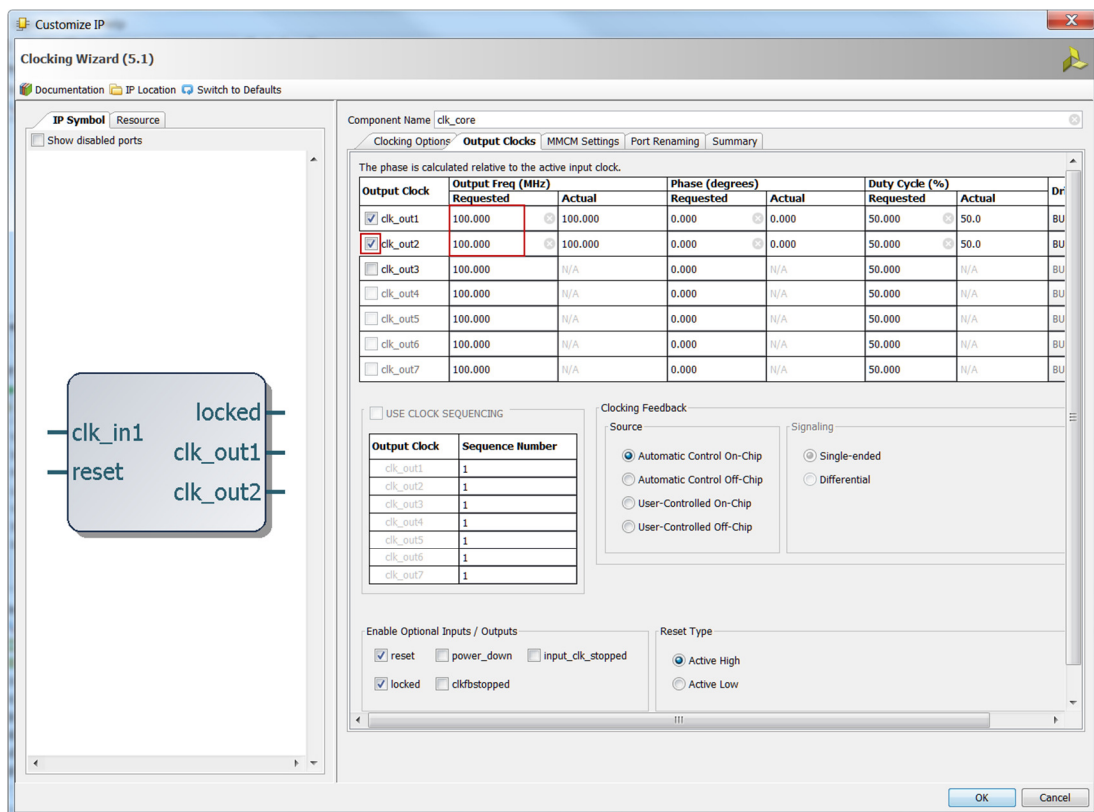 Customize IP
Clocking Wizard (5.1)
Documentation IP Location Switch to Defaults
IP Symbol Resource
Show disabled ports
clk_in1
reset
locked
clk_out1
clk_out2
Component Name clk_core
Clocking Options Output Clocks MMCM Settings Port Renaming Summary
The phase is calculated relative to the active input clock.
Output Clock Output Freq (MHz) Phase (degrees) Duty Cycle (%) Dri
Requested Actual Requested Actual Requested Actual
clk_out1 100.000 100.000 0.000 0.000 50.000 50.0 BU
clk_out2 100.000 100.000 0.000 0.000 50.000 50.0 BU
clk_out3 100.000 N/A 0.000 N/A 50.000 N/A BU
clk_out4 100.000 N/A 0.000 N/A 50.000 N/A BU
clk_out5 100.000 N/A 0.000 N/A 50.000 N/A BU
clk_out6 100.000 N/A 0.000 N/A 50.000 N/A BU
clk_out7 100.000 N/A 0.000 N/A 50.000 N/A BU
USE CLOCK SEQUENCING
Output Clock Sequence Number
clk_out1 1
clk_out2 1
clk_out3 1
clk_out4 1
clk_out5 1
clk_out6 1
clk_out7 1
Clocking Feedback
Source
Automatic Control On-Chip
Automatic Control Off-Chip
User-Controlled On-Chip
User-Controlled Off-Chip
Signaling
Single-ended
Differential
Enable Optional Inputs / Outputs
reset power_down input_clk_stopped
locked clkfbstopped
Reset Type
Active High
Active Low
OK Cancel